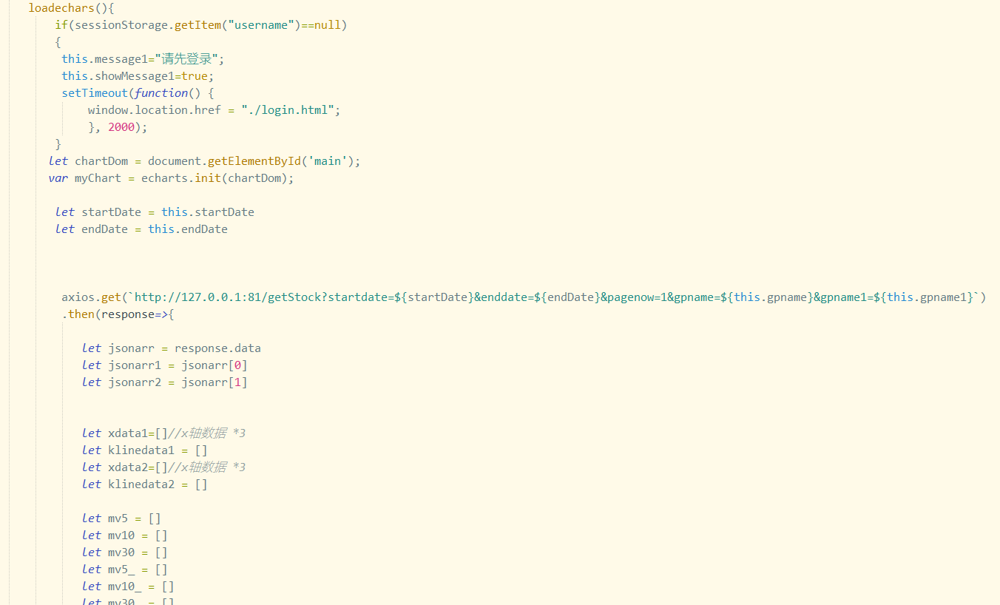 loadechars(){
if(sessionStorage.getItem("username")==null)
{
this.message1="请先登录";
this.showMessage1=true;
setTimeout(function() {
window.location.href = "./login.html";
}, 2000);
}
let chartDom = document.getElementById('main');
var myChart = echarts.init(chartDom);
let startDate = this.startDate
let endDate = this.endDate
axios.get(`http://127.0.0.1:81/getStock?startdate=${startDate}&enddate=${endDate}&pagenow=1&gpname=${this.gpname}&gpname1=${this.gpname1}`)
.then(response=>{
let jsonarr = response.data
let jsonarr1 = jsonarr[0]
let jsonarr2 = jsonarr[1]
let xdata1=[]//x轴数据 *3
let klinedata1 = []
let xdata2=[]//x轴数据 *3
let klinedata2 = []
let mv5 = []
let mv10 = []
let mv30 = []
let mv5_ = []
let mv10_ = []
let mv30_ = []